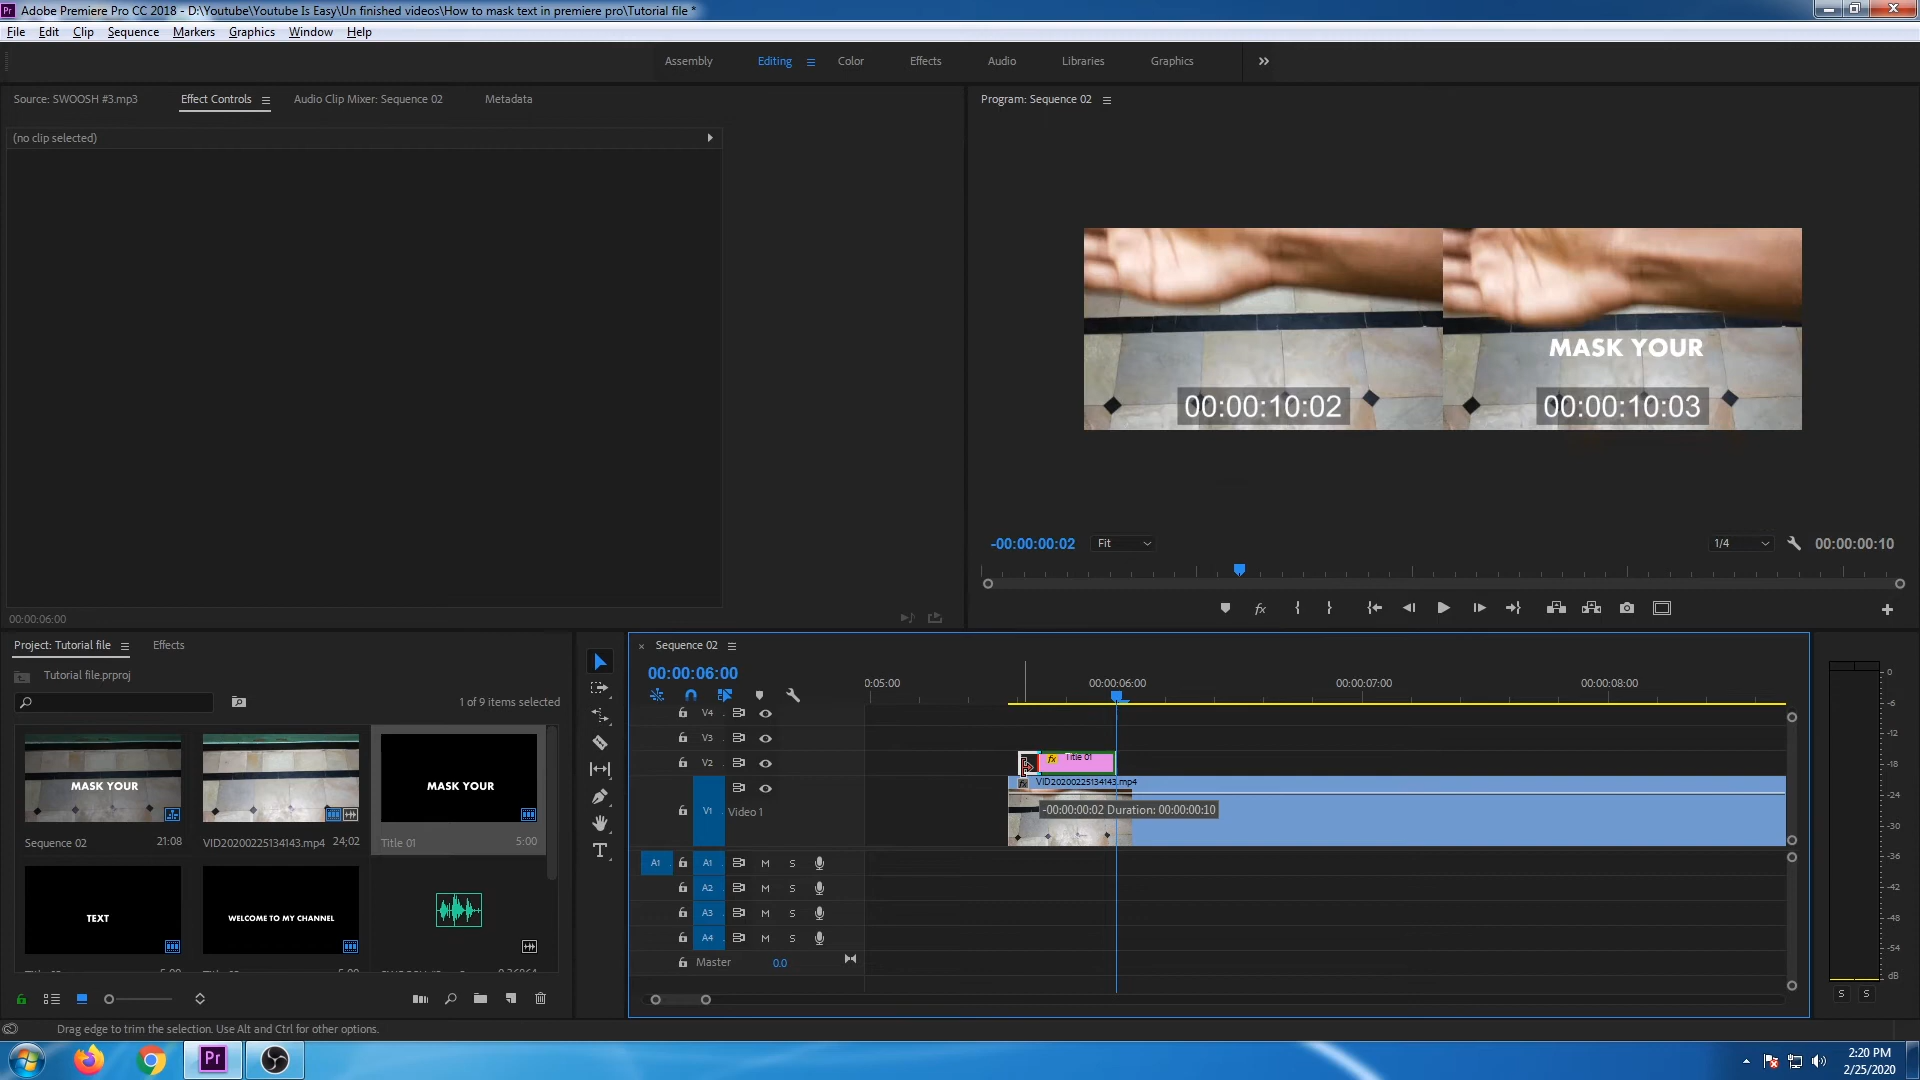 Adobe Premiere Pro CC 2018 - D:\Youtube\Youtube Is Easy\Un finished videos\How to mask text in premiere pro\Tutorial file *
File Edit Clip Sequence Markers Graphics Window Help
Assembly Editing Color Effects Audio Libraries Graphics
Source: SWOOSH #3.mp3 Effect Controls Audio Clip Mixer: Sequence 02 Metadata
Program: Sequence 02
(no clip selected)
MASK YOUR
00:00:10:02 00:00:10:03
-00:00:00:02 Fit 1/4 00:00:00:10
00:00:06:00
Project: Tutorial file Effects
Tutorial file.prproj
1 of 9 items selected
MASK YOUR MASK YOUR
Sequence 02 21:08 VID20200225134143.mp4 24;02 Title 01 5:00
TEXT WELCOME TO MY CHANNEL
Sequence 02
00:00:06:00
0:05:00 00:00:06:00 00:00:07:00 00:00:08:00
V4
V3
V2 fx Title 01
fx VID20200225134143.mp4
V1 Video 1
-00:00:00:02 Duration: 00:00:00:10
A1 A1 M S
A2 M S
A3 M S
A4 M S
Master 0.0
0
-6
-12
-18
-24
-30
-36
-42
-48
-54
dB
S S
Drag edge to trim the selection. Use Alt and Ctrl for other options.
Pr
2:20 PM
2/25/2020